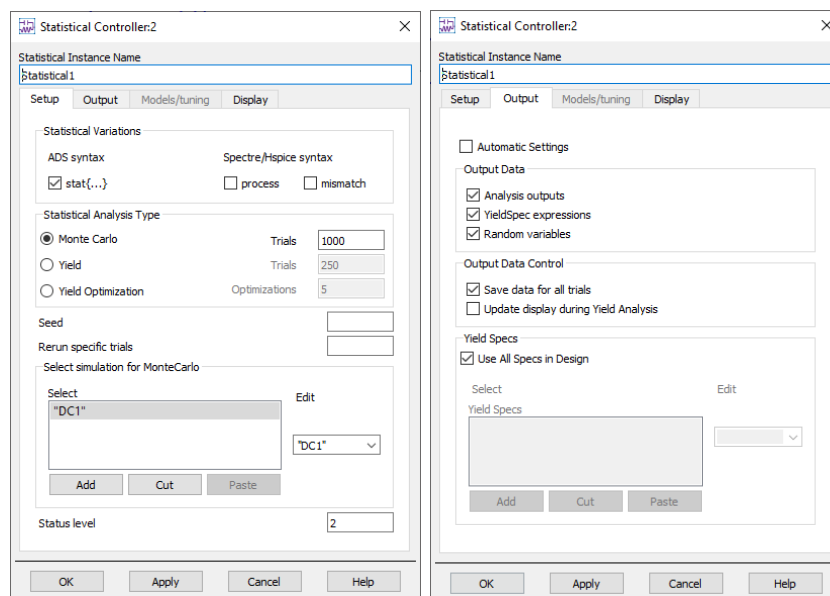 Statistical Controller:2
Statistical Instance Name
Statistical1
Setup Output Models/tuning Display
Statistical Variations
ADS syntax Spectre/Hspice syntax
stat{...} process mismatch
Statistical Analysis Type
Monte Carlo Trials 1000
Yield Trials 250
Yield Optimization Optimizations 5
Seed
Rerun specific trials
Select simulation for MonteCarlo
Select Edit
"DC1"
"DC1"
Add Cut Paste
Status level 2
OK Apply Cancel Help
Statistical Controller:2
Statistical Instance Name
Statistical1
Setup Output Models/tuning Display
Automatic Settings
Output Data
Analysis outputs
YieldSpec expressions
Random variables
Output Data Control
Save data for all trials
Update display during Yield Analysis
Yield Specs
Use All Specs in Design
Select Edit
Yield Specs
Add Cut Paste
OK Apply Cancel Help